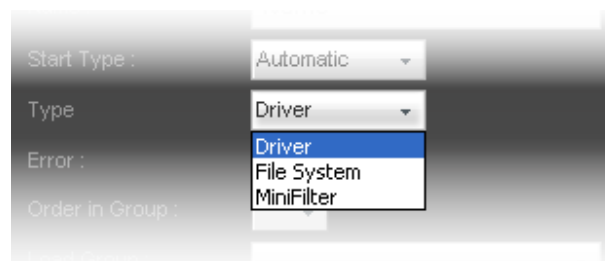 Start Type :
Automatic
Type
Driver
Driver
File System
MiniFilter
Error :
Order in Group :